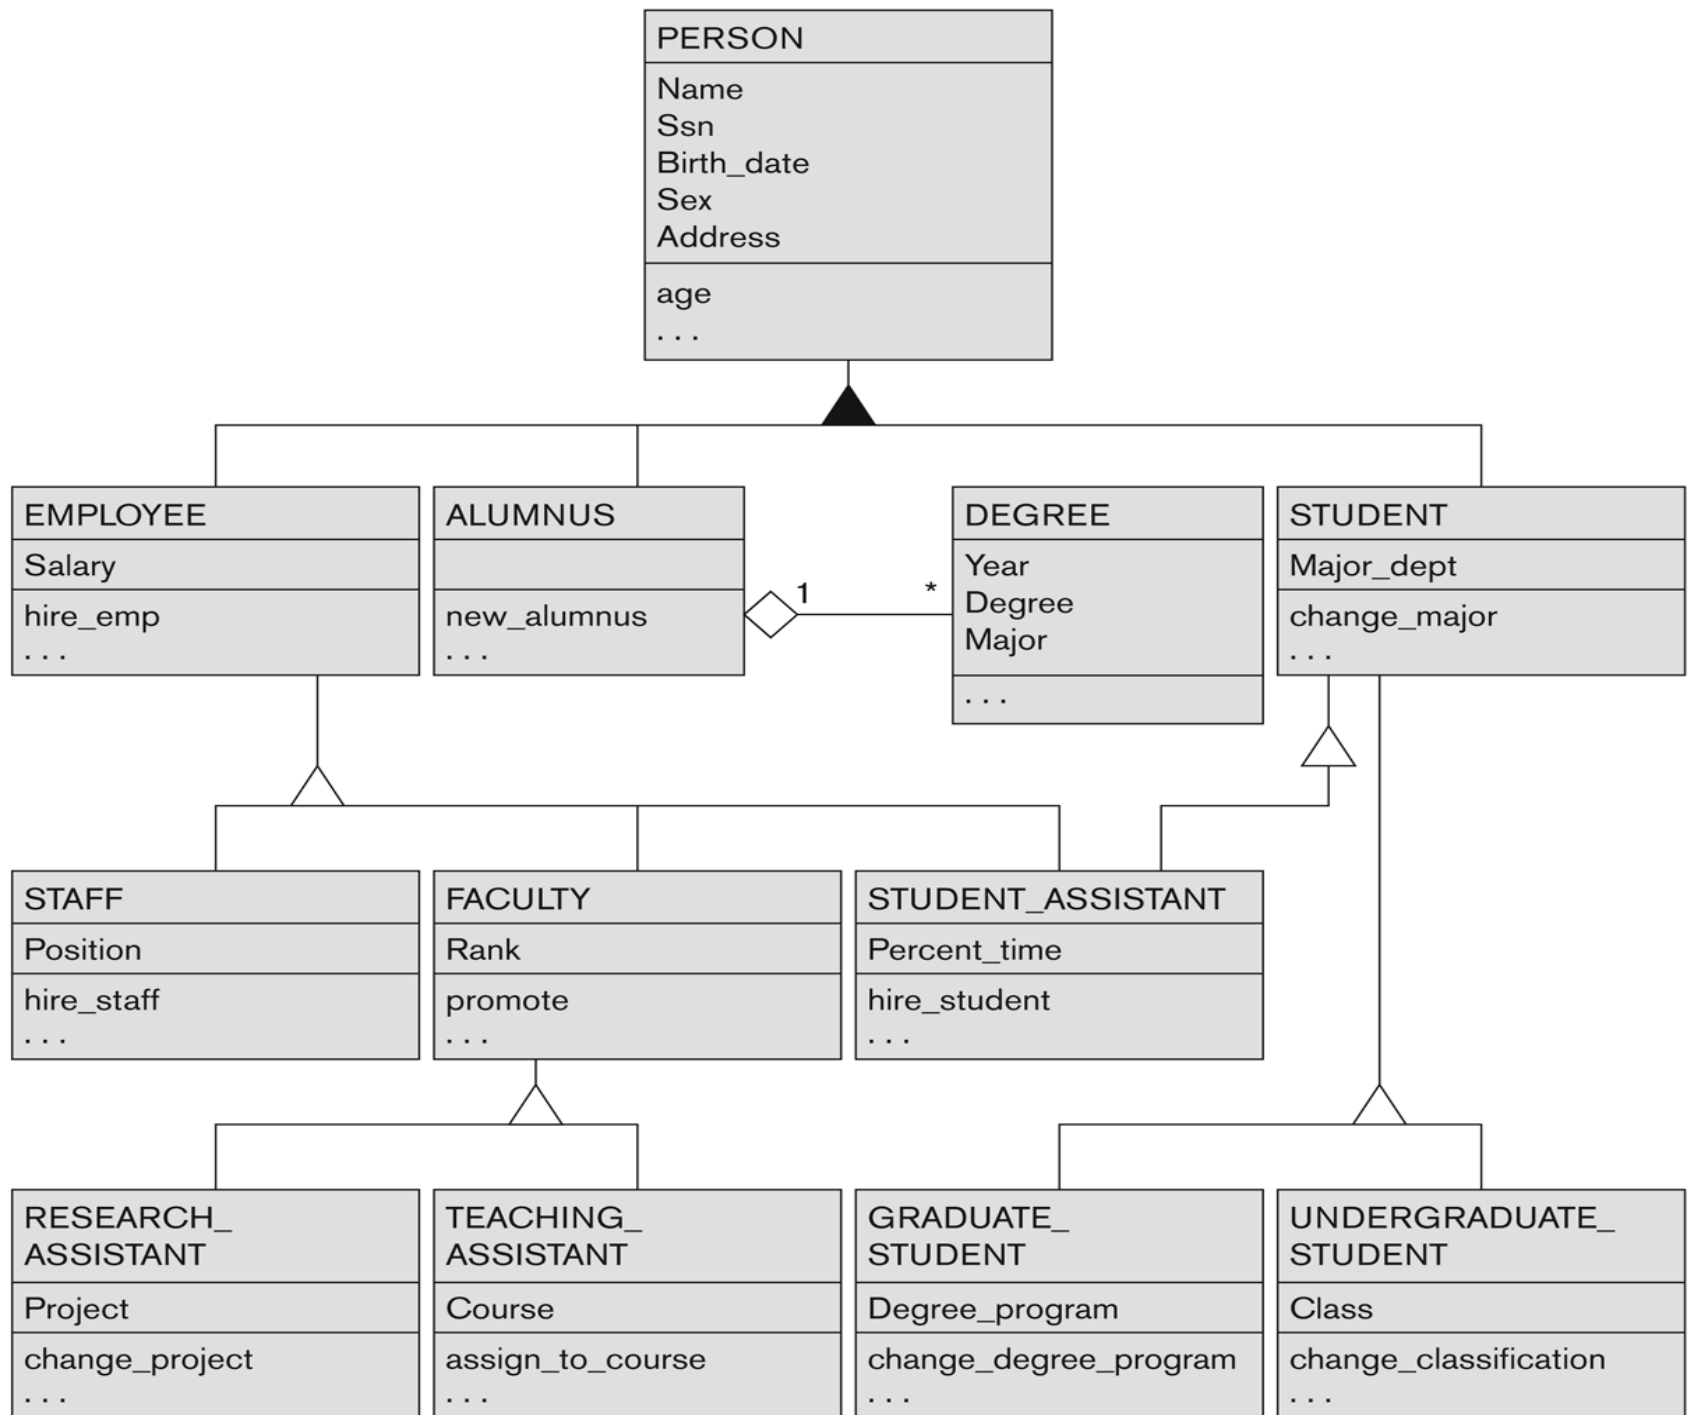 PERSON
Name
Ssn
Birth_date
Sex
Address
age
. . .
EMPLOYEE
Salary
hire_emp
. . .
ALUMNUS
new_alumnus
. . .
1
*
DEGREE
Year
Degree
Major
. . .
STUDENT
Major_dept
change_major
. . .
STAFF
Position
hire_staff
. . .
FACULTY
Rank
promote
. . .
STUDENT_ASSISTANT
Percent_time
hire_student
. . .
RESEARCH_
ASSISTANT
Project
change_project
. . .
TEACHING_
ASSISTANT
Course
assign_to_course
. . .
GRADUATE_
STUDENT
Degree_program
change_degree_program
. . .
UNDERGRADUATE_
STUDENT
Class
change_classification
. . .